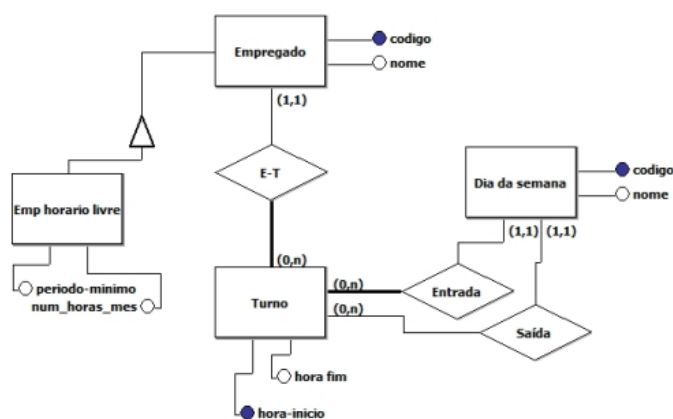 Empregado
codigo
nome
(1,1)
E-T
Dia da semana
codigo
nome
Emp horario livre
(1,1)
(1,1)
(0,n)
(0,n)
Entrada
periodo-minimo
num_horas_mes
Turno
(0,n)
Saída
hora fim
hora-inicio